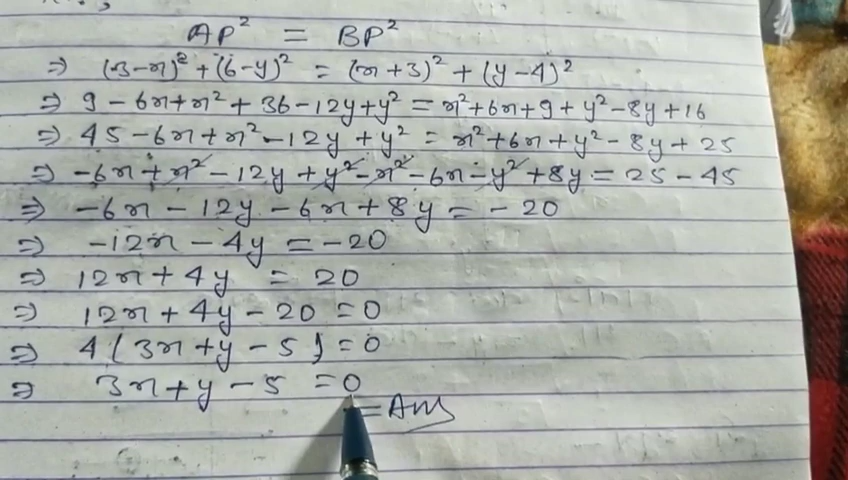 AP² = BP²
⇒ (3-x)² + (6-y)² = (x+3)² + (y-4)²
⇒ 9 - 6x + x² + 36 - 12y + y² = x² + 6x + 9 + y² - 8y + 16
⇒ 45 - 6x + x² - 12y + y² = x² + 6x + y² - 8y + 25
⇒ -6x + x² - 12y + y² - x² - 6x - y² + 8y = 25 - 45
⇒ -6x - 12y - 6x + 8y = -20
⇒ -12x - 4y = -20
⇒ 12x + 4y = 20
⇒ 12x + 4y - 20 = 0
⇒ 4(3x + y - 5) = 0
⇒ 3x + y - 5 = 0
= Ans